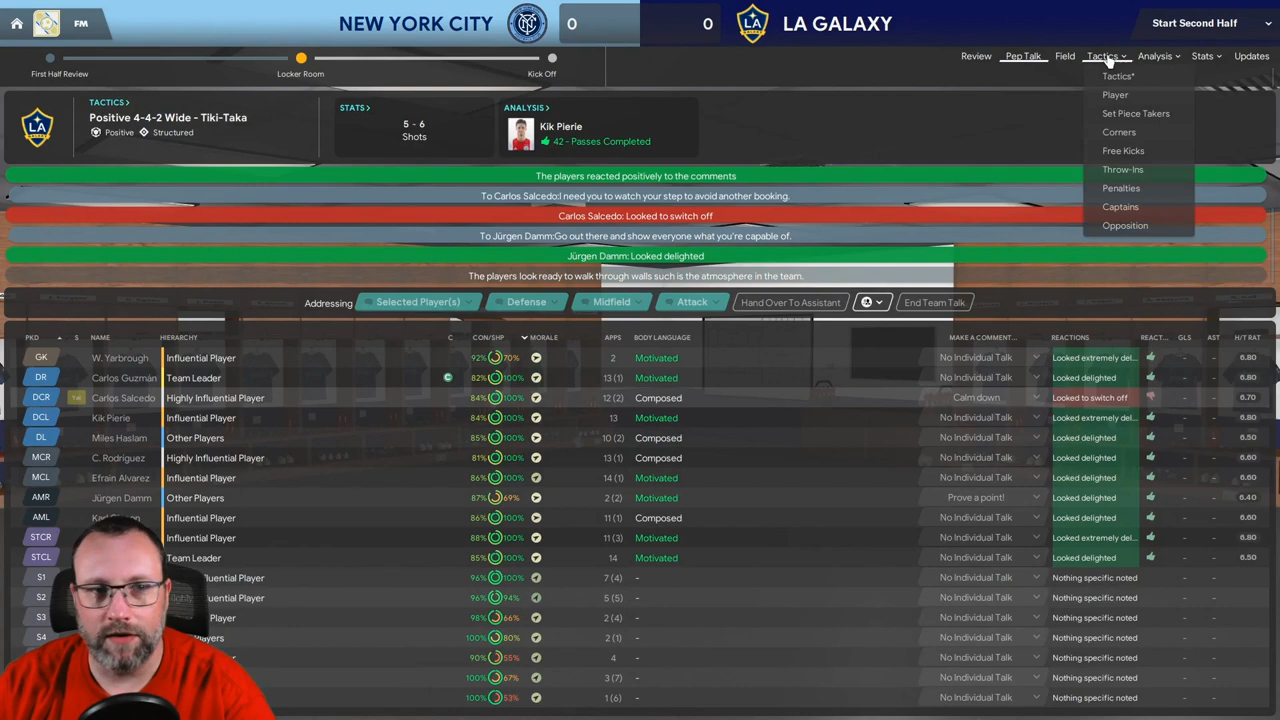 FM
NEW YORK CITY
0
0
LA GALAXY
Start Second Half
First Half Review
Locker Room
Kick Off
Review
Pep Talk
Field
Tactics
Analysis
Stats
Updates
Tactics*
Player
Set Piece Takers
Corners
Free Kicks
Throw-Ins
Penalties
Captains
Opposition
TACTICS
Positive 4-4-2 Wide - Tiki-Taka
Positive
Structured
STATS
5 - 6
Shots
ANALYSIS
Kik Pierie
42 - Passes Completed
The players reacted positively to the comments
To Carlos Salcedo:I need you to watch your step to avoid another booking.
Carlos Salcedo: Looked to switch off
To Jürgen Damm:Go out there and show everyone what you're capable of.
Jürgen Damm: Looked delighted
The players look ready to walk through walls such is the atmosphere in the team.
Addressing
Selected Player(s)
Defense
Midfield
Attack
Hand Over To Assistant
End Team Talk
PKD S NAME HIERARCHY C CON/SHP MORALE APPS BODY LANGUAGE MAKE A COMMENT... REACTIONS REACT... GLS AST H/T RAT
GK W. Yarbrough Influential Player 92% 70% 2 Motivated No Individual Talk Looked extremely del... - - 6.80
DR Carlos Guzmán Team Leader C 82% 100% 13 (1) Motivated No Individual Talk Looked delighted - - 6.80
DCR Carlos Salcedo Highly Influential Player 84% 100% 12 (2) Composed Calm down Looked to switch off - - 6.70
DCL Kik Pierie Influential Player 84% 100% 13 Motivated No Individual Talk Looked extremely del... - - 6.80
DL Miles Haslam Other Players 85% 100% 10 (2) Composed No Individual Talk Looked delighted - - 6.50
MCR C. Rodriguez Highly Influential Player 81% 100% 13 (1) Composed No Individual Talk Looked delighted - - 6.60
MCL Efrain Alvarez Influential Player 86% 100% 14 (1) Motivated No Individual Talk Looked delighted - - 6.60
AMR Jürgen Damm Other Players 87% 69% 2 (2) Motivated Prove a point! Looked delighted - - 6.40
AML Influential Player 86% 100% 11 (1) Composed No Individual Talk Looked delighted - - 6.60
STCR Influential Player 88% 100% 11 (3) Motivated No Individual Talk Looked extremely del... - - 6.80
STCL Team Leader 85% 100% 14 Motivated No Individual Talk Looked delighted - - 6.50
S1 Influential Player 96% 100% 7 (4) - No Individual Talk Nothing specific noted - -
S2 Influential Player 96% 94% 5 (5) - No Individual Talk Nothing specific noted - -
S3 Player 98% 66% 2 (4) - No Individual Talk Nothing specific noted - -
S4 Players 100% 80% 2 (1) - No Individual Talk Nothing specific noted - -
Player 90% 55% 4 - No Individual Talk Nothing specific noted - -
100% 67% 3 (7) - No Individual Talk Nothing specific noted - -
100% 53% 1 (6) - No Individual Talk Nothing specific noted - -